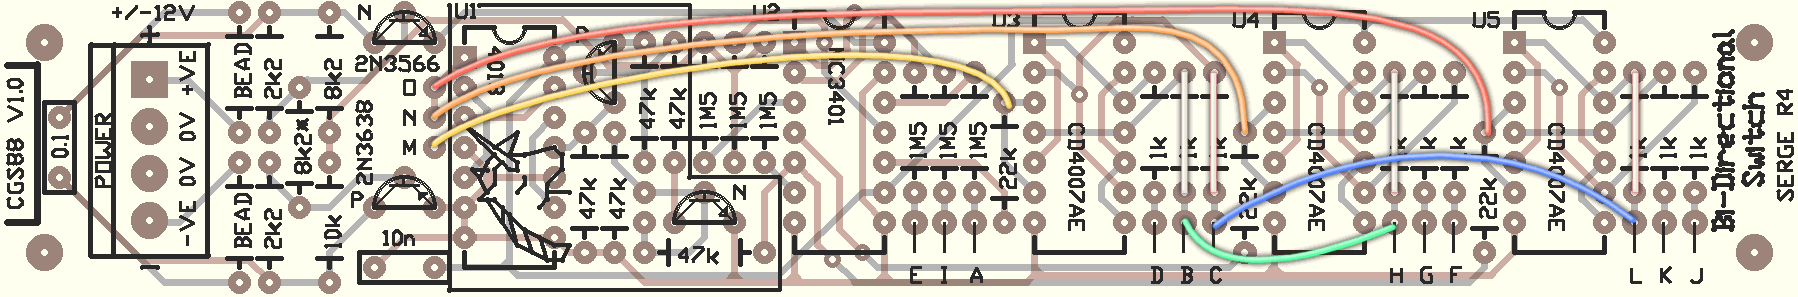 CGS88 V1.0
0.1
POWER
+/-12V
+
+VE
0V
0V
-VE
-
BEAD
2k2
8k2
8k2*
BEAD
2k2
10k
N
2N3566
2N3638
P
O
N
M
10n
U1
4013
47k
47k
1M5
1M5
1M5
47k
47k
N
47k
U2
MC3401
1M5
1M5
1M5
E I A
22k
U3
CD4007AE
1k
1k
D B C
22k
U4
CD4007AE
1k
1k
1k
H G F
22k
U5
CD4007AE
1k
1k
1k
L K J
Bi-Directional
Switch
SERGE R4